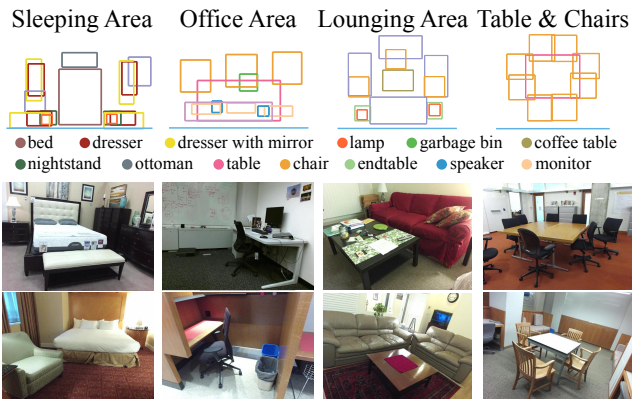 Sleeping Area Office Area Lounging Area Table & Chairs
bed dresser dresser with mirror lamp garbage bin coffee table
nightstand ottoman table chair endtable speaker monitor